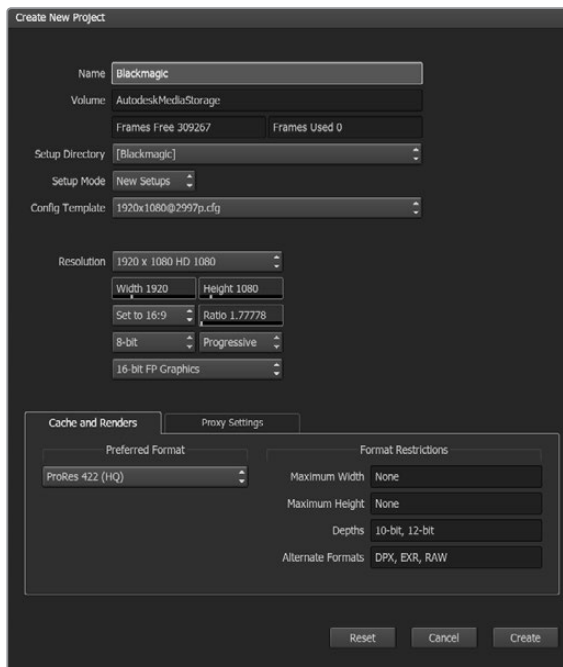 Create New Project
Name Blackmagic
Volume AutodeskMediaStorage
Frames Free 309267 Frames Used 0
Setup Directory [Blackmagic]
Setup Mode New Setups
Config Template 1920x1080@2997p.cfg
Resolution 1920 x 1080 HD 1080
Width 1920 Height 1080
Set to 16:9 Ratio 1.77778
8-bit Progressive
16-bit FP Graphics
Cache and Renders Proxy Settings
Preferred Format Format Restrictions
ProRes 422 (HQ) Maximum Width None
Maximum Height None
Depths 10-bit, 12-bit
Alternate Formats DPX, EXR, RAW
Reset Cancel Create